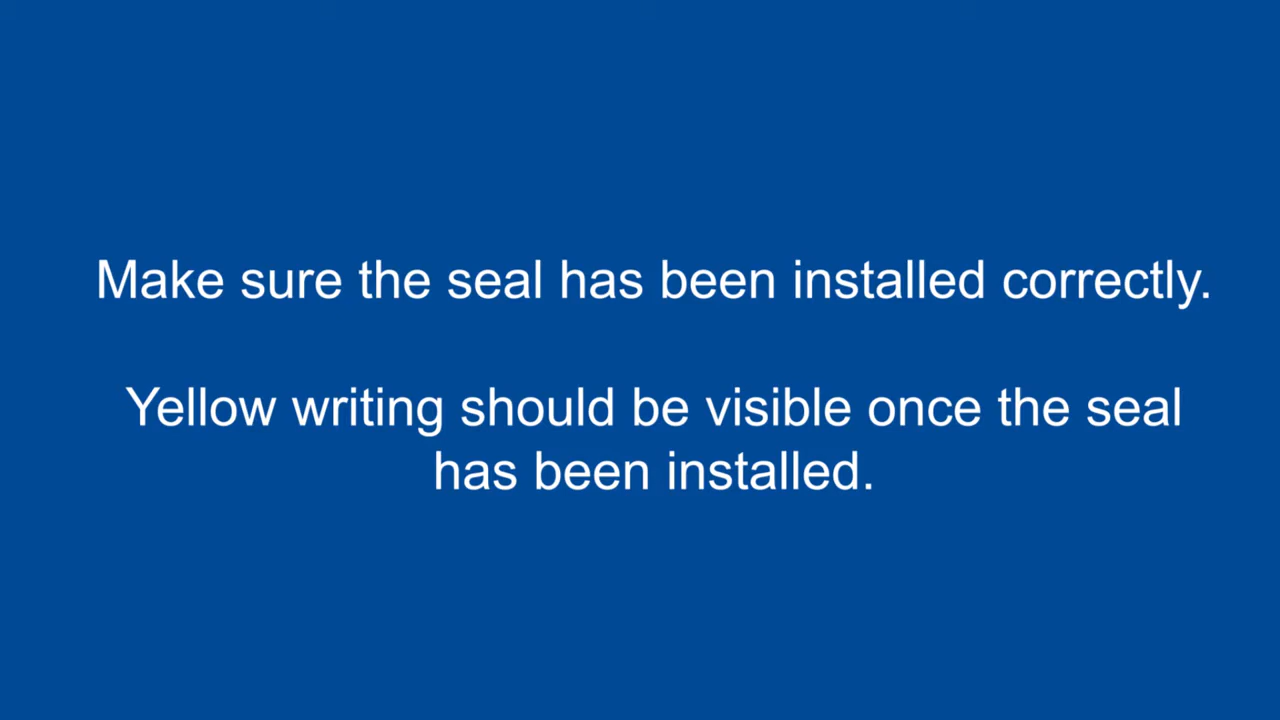 Make sure the seal has been installed correctly.
Yellow writing should be visible once the seal
has been installed.